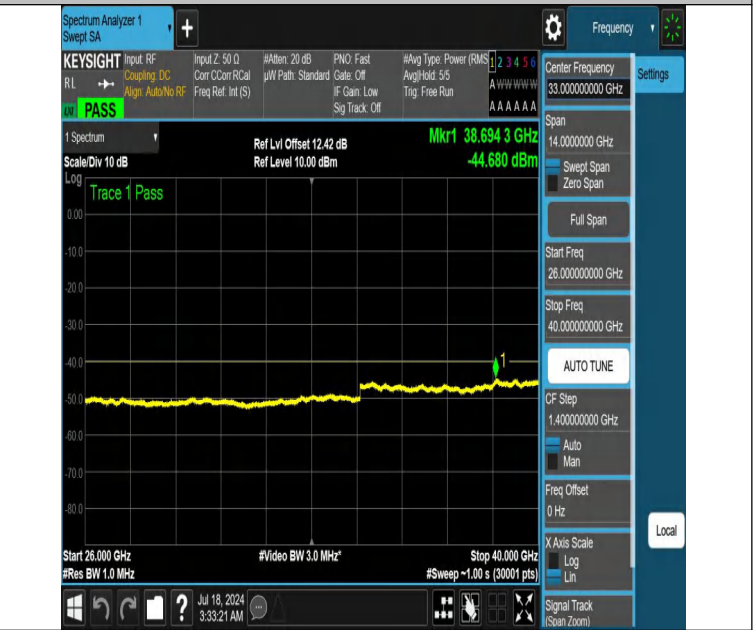 Spectrum Analyzer 1
Swept SA
+
Frequency
KEYSIGHT
RL
PASS
Input: RF
Coupling: DC
Align: Auto/No RF
Input Z: 50 Ω
Corr CCorr RCal
Freq Ref: Int (S)
#Atten: 20 dB
µW Path: Standard
PNO: Fast
Gate: Off
IF Gain: Low
Sig Track: Off
#Avg Type: Power (RMS
Avg|Hold: 5/5
Trig: Free Run
1 2 3 4 5 6
A W W W W W
A A A A A A
1 Spectrum
Scale/Div 10 dB
Ref Lvl Offset 12.42 dB
Ref Level 10.00 dBm
Mkr1 38.694 3 GHz
-44.680 dBm
Log
Trace 1 Pass
0.00
-10.0
-20.0
-30.0
-40.0
-50.0
-60.0
-70.0
-80.0
1
Start 26.000 GHz
#Res BW 1.0 MHz
#Video BW 3.0 MHz*
Stop 40.000 GHz
#Sweep ~1.00 s (30001 pts)
Jul 18, 2024
3:33:21 AM
?
Center Frequency
33.000000000 GHz
Settings
Span
14.0000000 GHz
Swept Span
Zero Span
Full Span
Start Freq
26.000000000 GHz
Stop Freq
40.000000000 GHz
AUTO TUNE
CF Step
1.400000000 GHz
Auto
Man
Freq Offset
0 Hz
X Axis Scale
Log
Lin
Local
Signal Track
(Span Zoom)